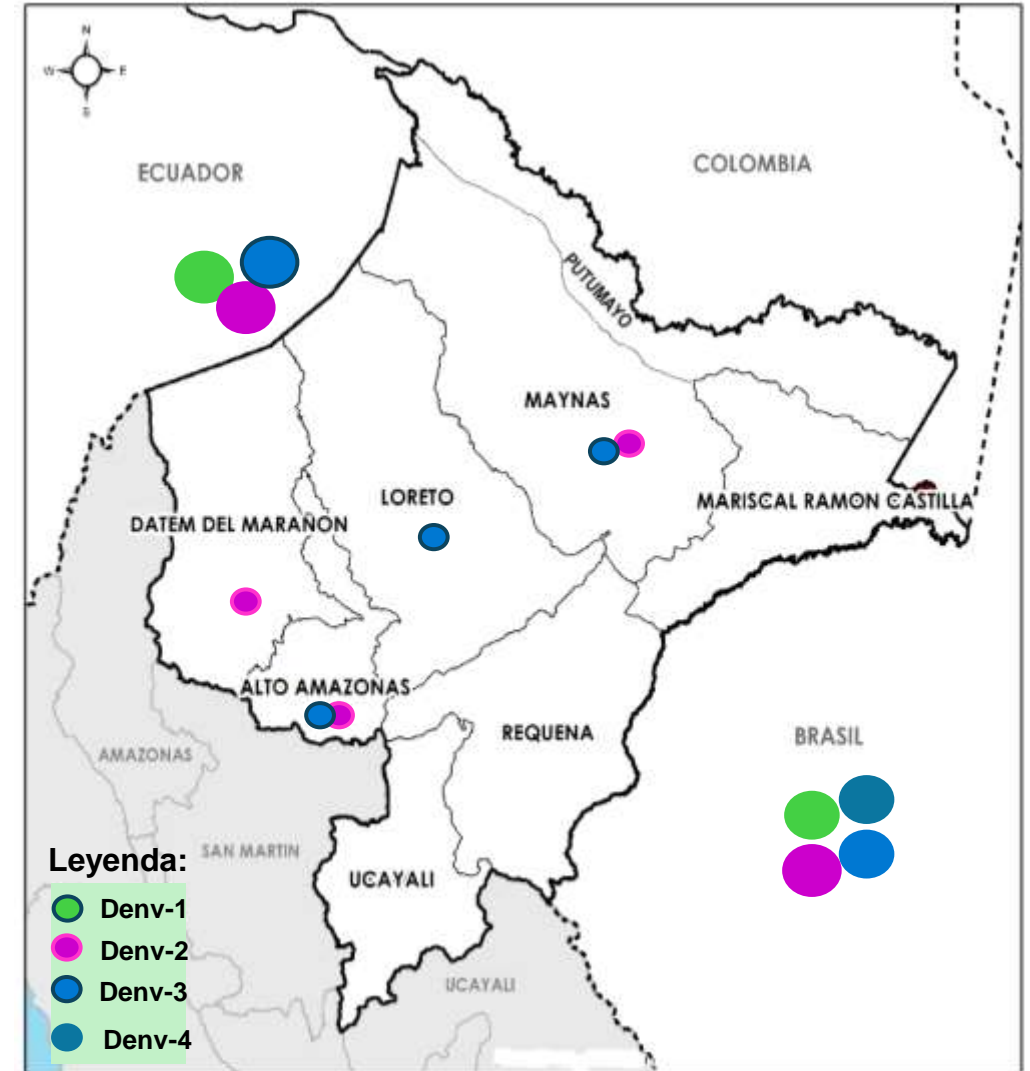 N
W
E
S
ECUADOR
COLOMBIA
PUTUMAYO
MAYNAS
LORETO
MARISCAL RAMON CASTILLA
DATEM DEL MARAÑON
ALTO AMAZONAS
REQUENA
BRASIL
AMAZONAS
SAN MARTIN
UCAYALI
UCAYALI
Leyenda:
Denv-1
Denv-2
Denv-3
Denv-4